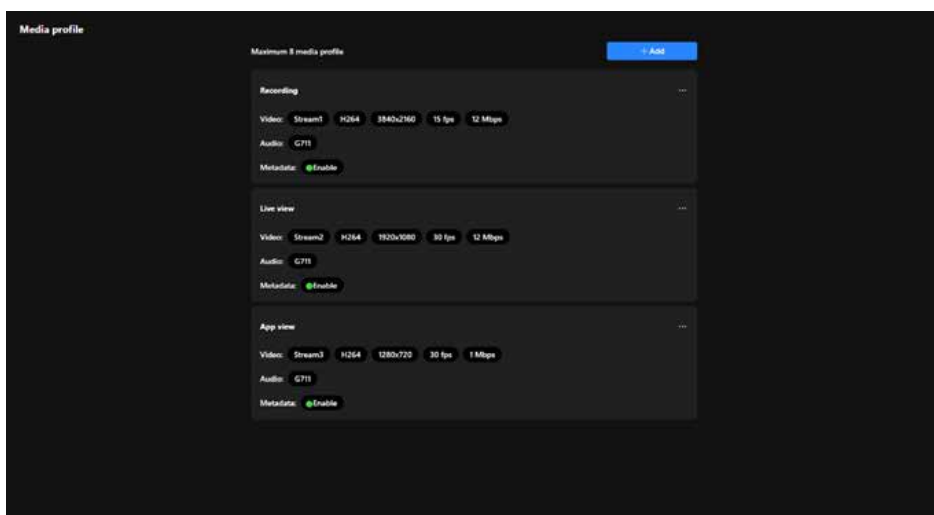 Media profile
Maximum 8 media profile
+ Add
Recording
...
Video: Stream1 H264 3840x2160 15 fps 12 Mbps
Audio: G711
Metadata: Enable
Live view
...
Video: Stream2 H264 1920x1080 30 fps 12 Mbps
Audio: G711
Metadata: Enable
App view
...
Video: Stream3 H264 1280x720 30 fps 1 Mbps
Audio: G711
Metadata: Enable